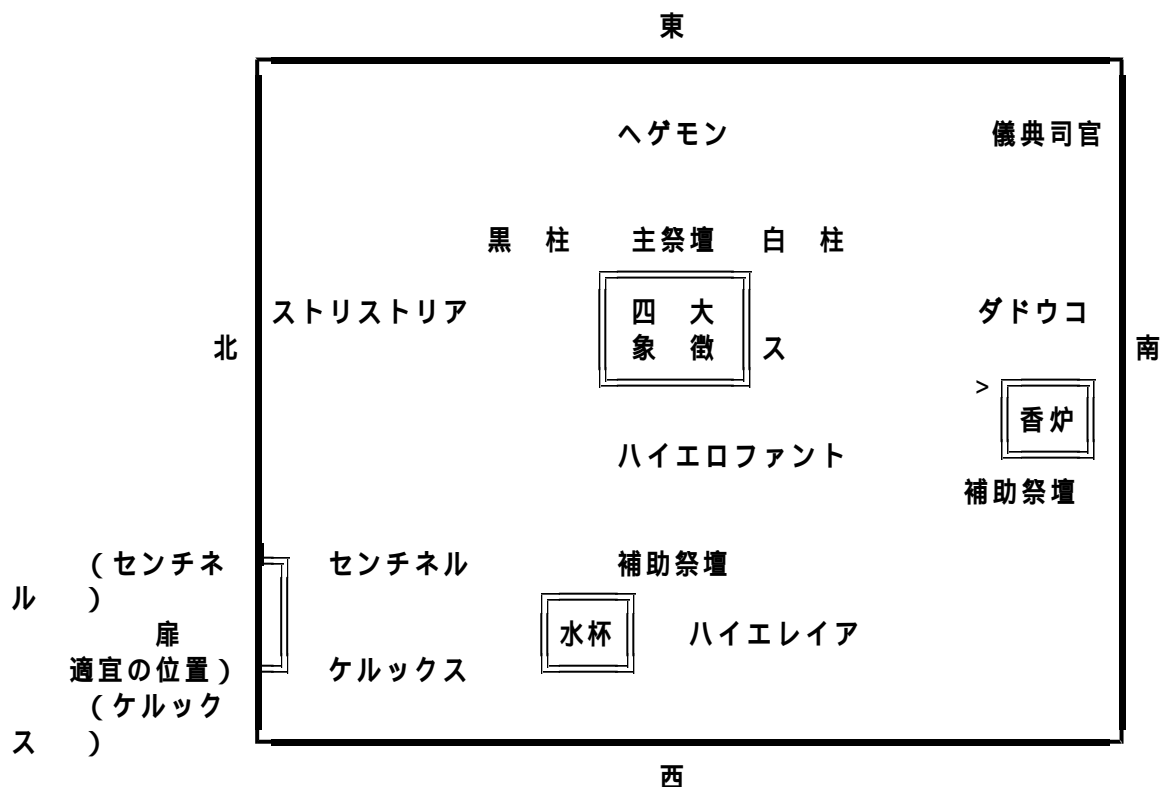 東
ヘゲモン 儀典司官
黒 柱 主祭壇 白 柱
ストリストリア 四 大 ダドウコ
北 象 徴 ス 南
>
香炉
ハイエロファント
補助祭壇
(センチネ センチネル 補助祭壇
ル )
扉 水杯 ハイエレイア
適宜の位置) ケルックス
(ケルック
ス )
西